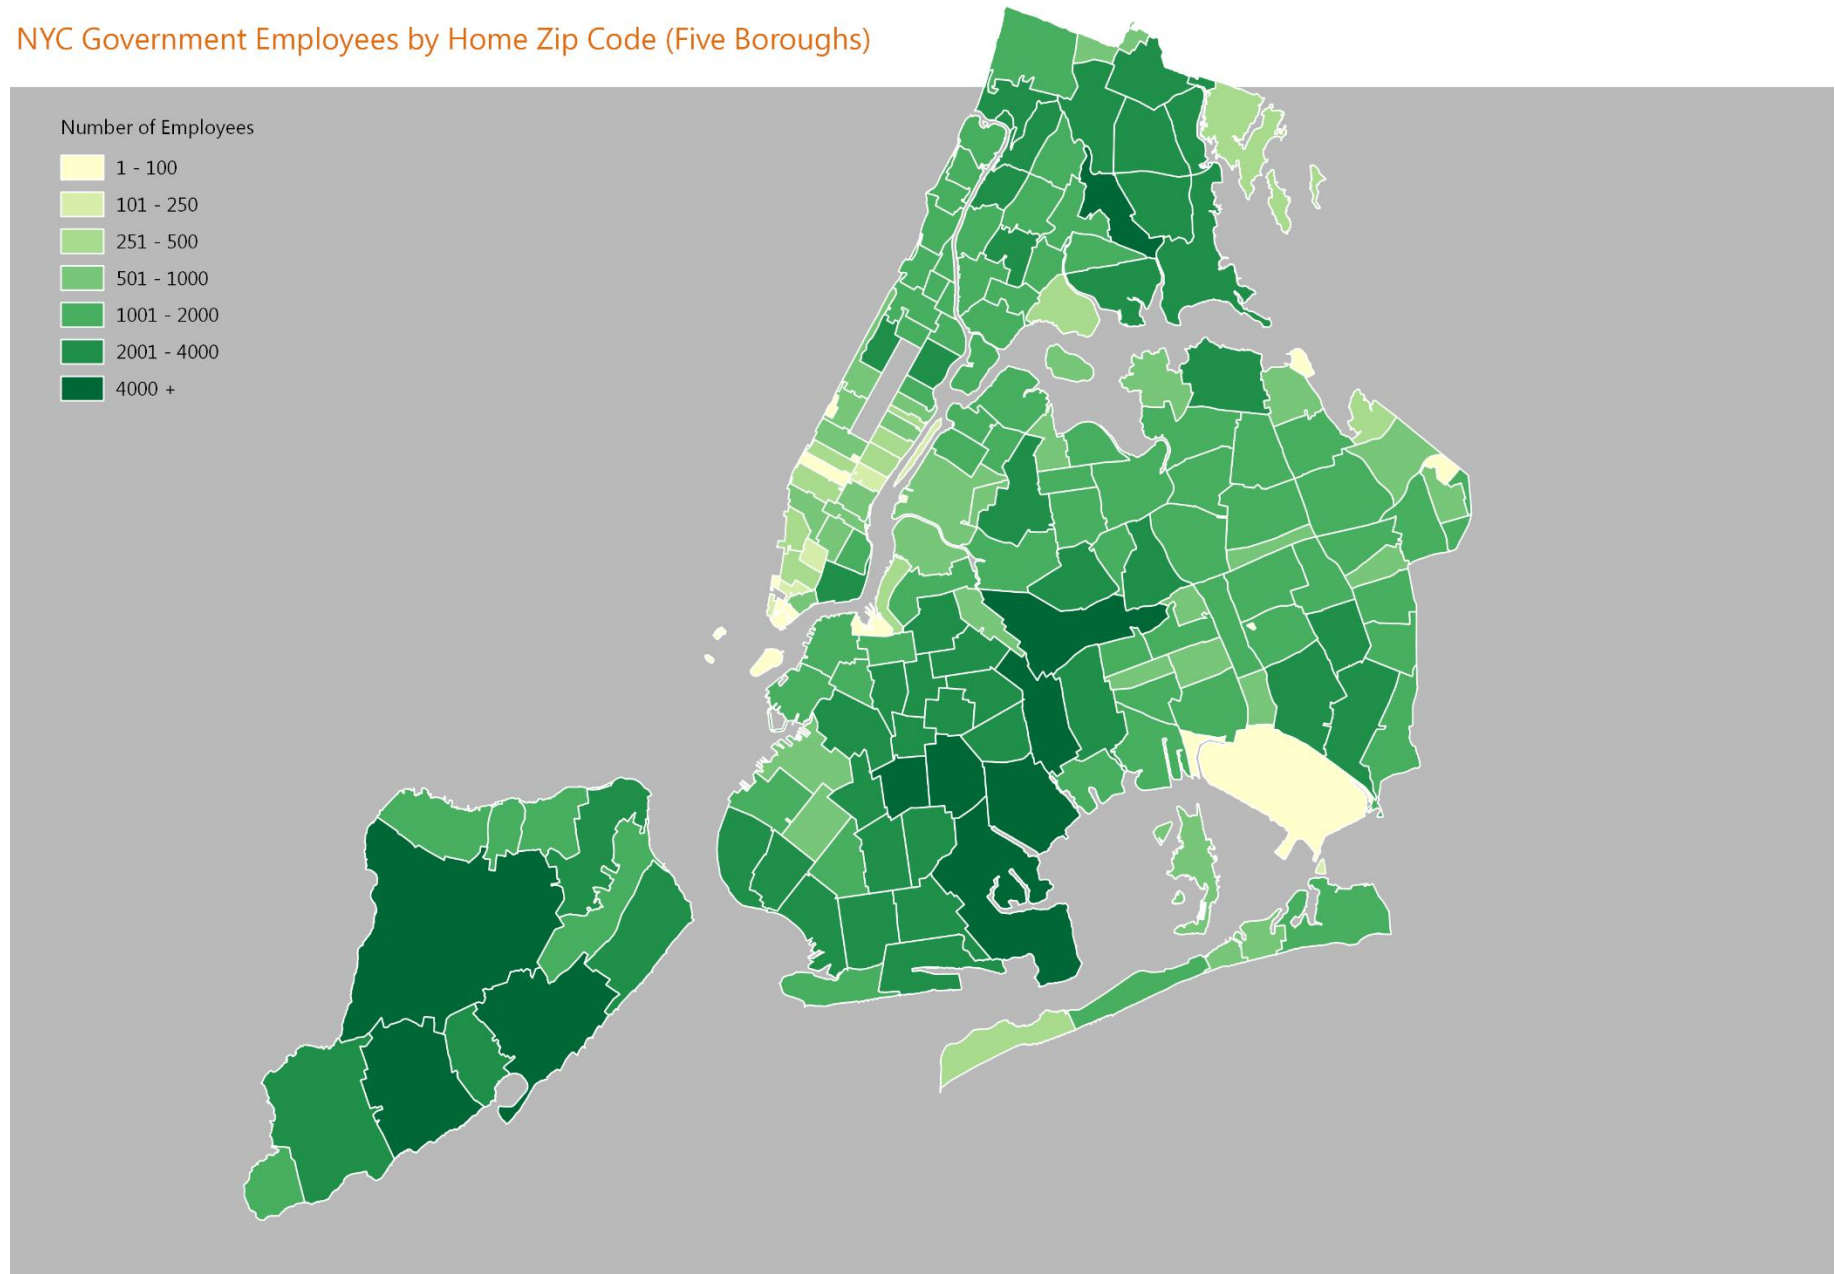 NYC Government Employees by Home Zip Code (Five Boroughs)
Number of Employees
1 - 100
101 - 250
251 - 500
501 - 1000
1001 - 2000
2001 - 4000
4000 +